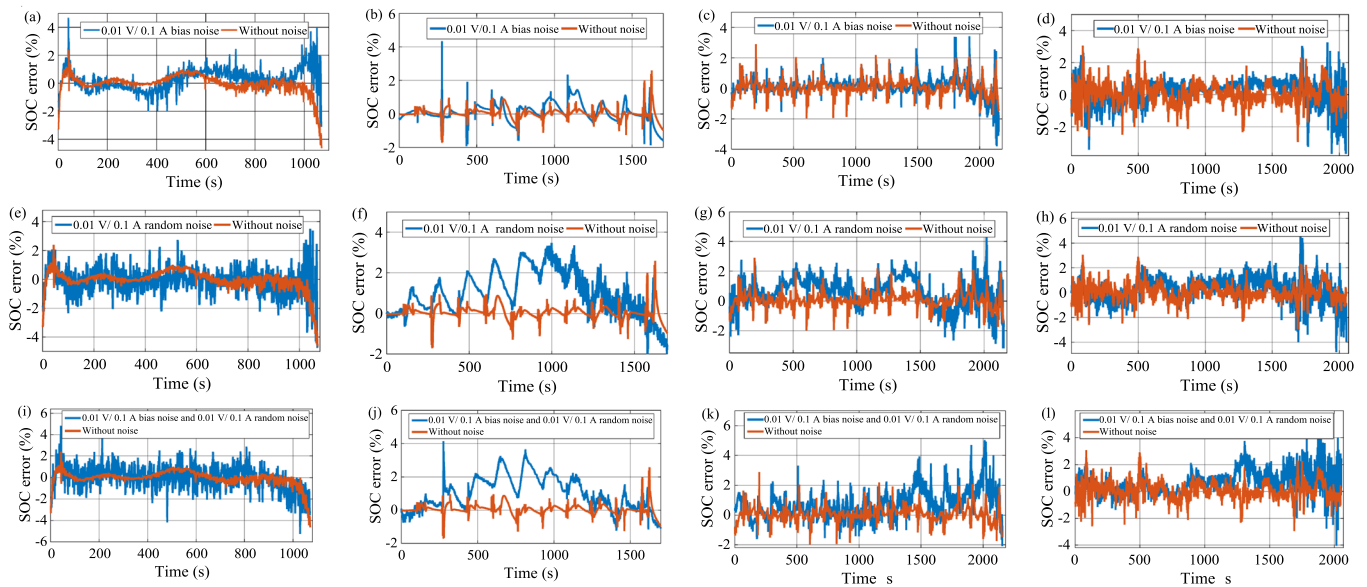 (a)
0.01 V/ 0.1 A bias noise Without noise
SOC error (%)
4
2
0
-2
-4
0 200 400 600 800 1000
Time (s)
(b)
0.01 V/0.1 A bias noise Without noise
SOC error (%)
6
4
2
0
-2
0 500 1000 1500
Time (s)
(c)
0.01 V/ 0.1 A bias noise Without noise
SOC error (%)
4
2
0
-2
0 500 1000 1500 2000
Time (s)
(d)
0.01 V/ 0.1 A bias noise Without noise
SOC error (%)
4
2
0
-2
0 500 1000 1500 2000
Time (s)
(e)
0.01 V/ 0.1 A random noise Without noise
SOC error (%)
4
2
0
-2
-4
0 200 400 600 800 1000
Time (s)
(f)
0.01 V/0.1 A random noise Without noise
SOC error (%)
4
2
0
-2
0 500 1000 1500
Time (s)
(g)
0.01 V/ 0.1 A random noise Without noise
SOC error (%)
6
4
2
0
-2
0 500 1000 1500 2000
Time (s)
(h)
0.01 V/ 0.1 A random noise Without noise
SOC error (%)
6
4
2
0
-2
-4
0 500 1000 1500 2000
Time (s)
(i)
0.01 V/ 0.1 A bias noise and 0.01 V/ 0.1 A random noise
Without noise
SOC error (%)
6
4
2
0
-2
-4
-6
0 200 400 600 800 1000
Time (s)
(j)
0.01 V/ 0.1 A bias noise and 0.01 V/ 0.1 A random noise
Without noise
SOC error (%)
6
4
2
0
-2
0 500 1000 1500
Time (s)
(k)
0.01 V/ 0.1 A bias noise and 0.01 V/ 0.1 A random noise
Without noise
SOC error (%)
6
4
2
0
-2
0 500 1000 1500 2000
Time s
(l)
0.01 V/ 0.1 A bias noise and 0.01 V/ 0.1 A random noise
Without noise
SOC error (%)
4
2
0
-2
-4
0 500 1000 1500 2000
Time s